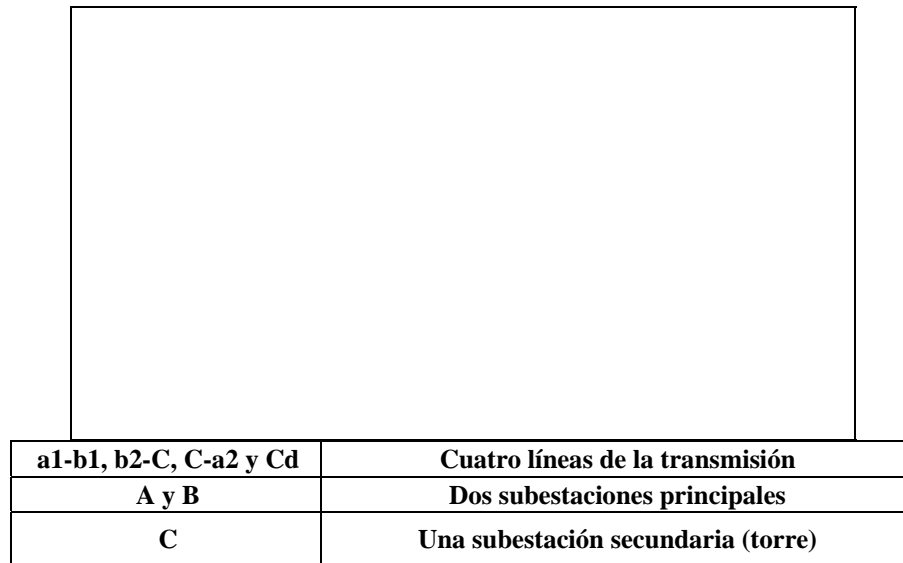 a1-b1, b2-C, C-a2 y Cd Cuatro líneas de la transmisión
A y B Dos subestaciones principales
C Una subestación secundaria (torre)